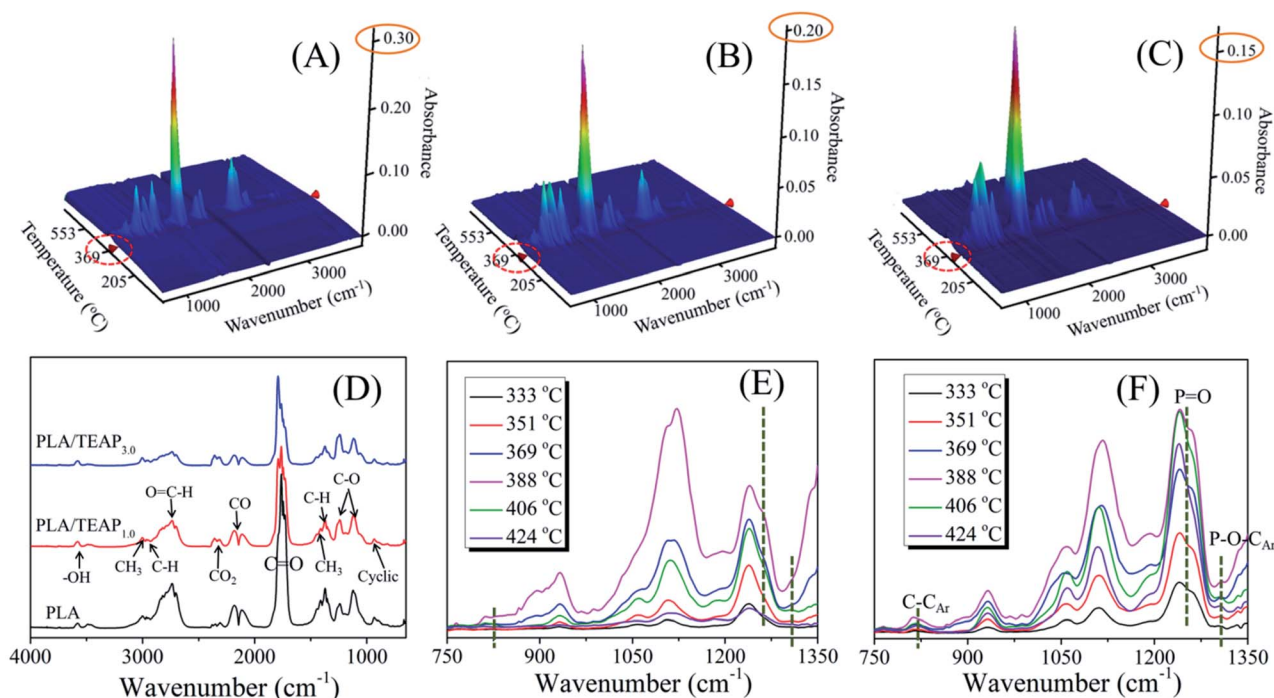 (A)
0.30
0.20
0.10
0.00
Absorbance
Temperature (°C)
553
369
205
1000
2000
3000
Wavenumber (cm⁻¹)
(B)
0.20
0.15
0.10
0.05
0.00
Absorbance
Temperature (°C)
553
369
205
1000
2000
3000
Wavenumber (cm⁻¹)
(C)
0.15
0.10
0.05
0.00
Absorbance
Temperature (°C)
553
369
205
1000
2000
3000
Wavenumber (cm⁻¹)
(D)
PLA/TEAP₃.₀
O=C-H
CO
C-H
C-O
PLA/TEAP₁.₀
-OH
CH₃
C-H
CO₂
C=O
CH₃
Cyclic
PLA
4000 3000 2000 1000
Wavenumber (cm⁻¹)
(E)
333 °C
351 °C
369 °C
388 °C
406 °C
424 °C
750 900 1050 1200 1350
Wavenumber (cm⁻¹)
(F)
333 °C
351 °C
369 °C
388 °C
406 °C
424 °C
P=O
P-O-C_Ar
C-C_Ar
750 900 1050 1200 1350
Wavenumber (cm⁻¹)